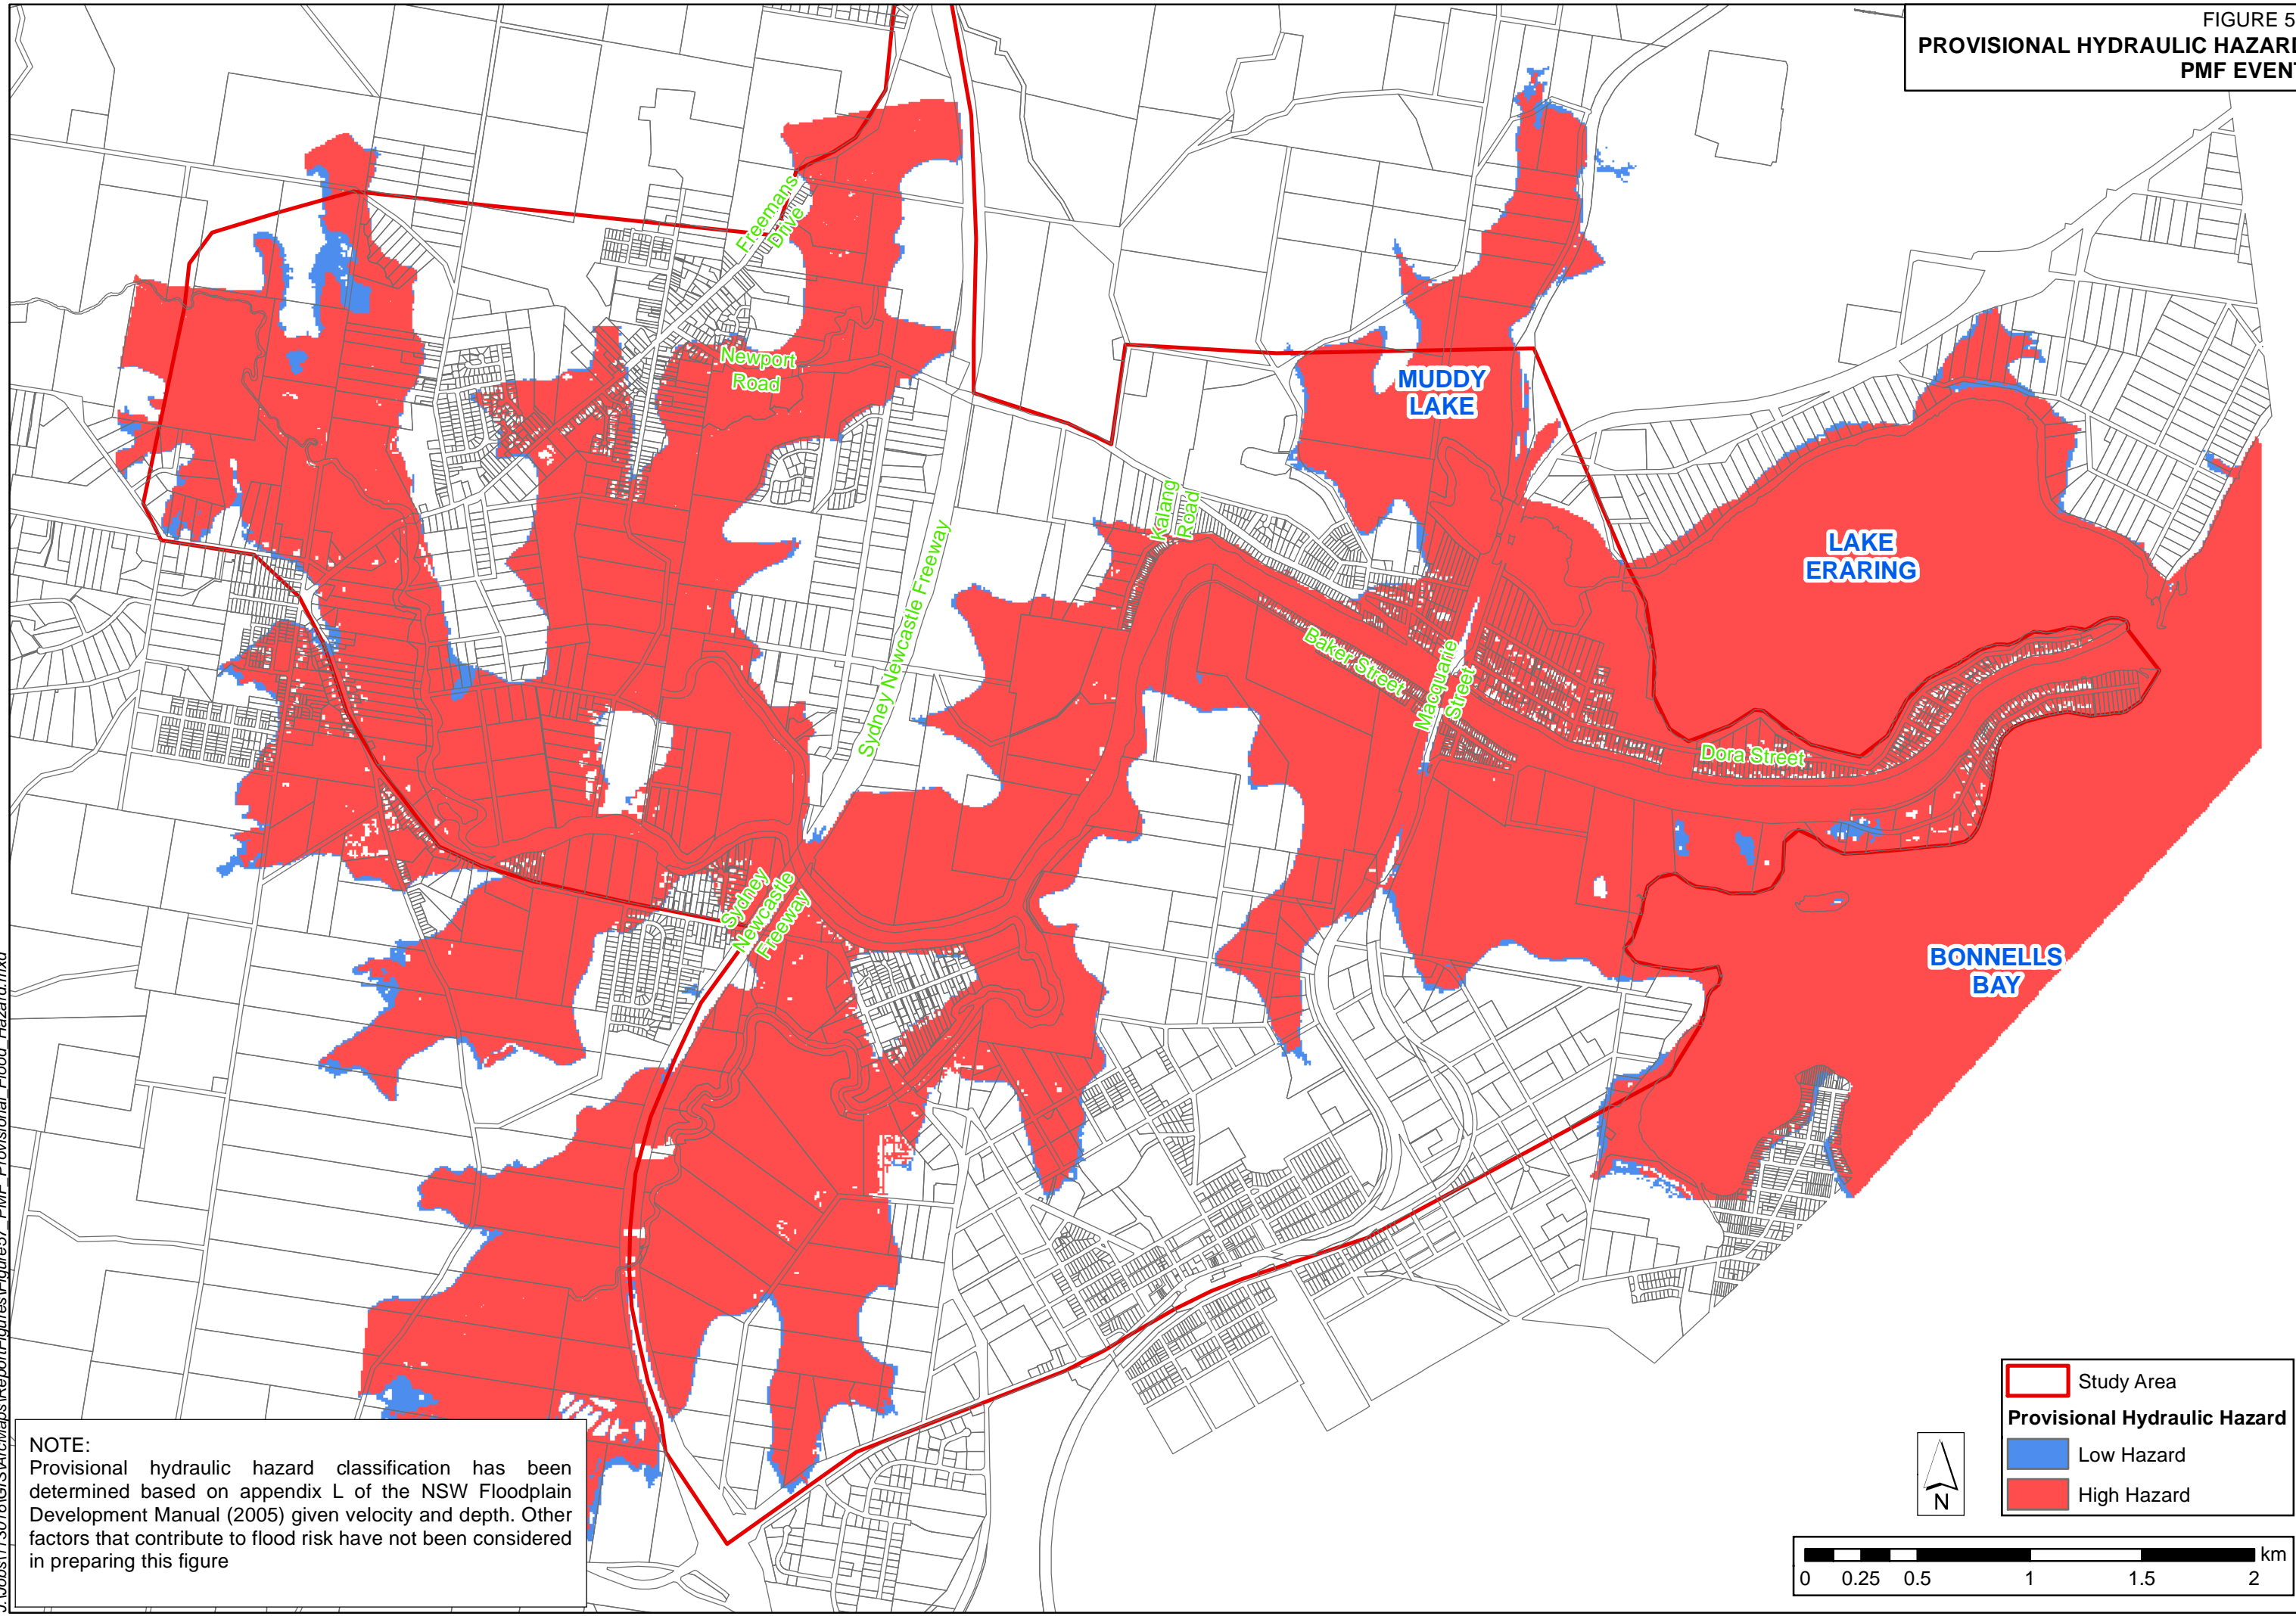 FIGURE 5
PROVISIONAL HYDRAULIC HAZARD
PMF EVENT
Freemans
Drive
Newport
Road
MUDDY
LAKE
Kalang
Road
LAKE
ERARING
Sydney Newcastle Freeway
Baker Street
Macquarie
Street
Dora Street
Sydney
Newcastle
Freeway
BONNELLS
BAY
NOTE:
Provisional hydraulic hazard classification has been
determined based on appendix L of the NSW Floodplain
Development Manual (2005) given velocity and depth. Other
factors that contribute to flood risk have not been considered
in preparing this figure
Study Area
Provisional Hydraulic Hazard
Low Hazard
High Hazard
N
km
0 0.25 0.5 1 1.5 2